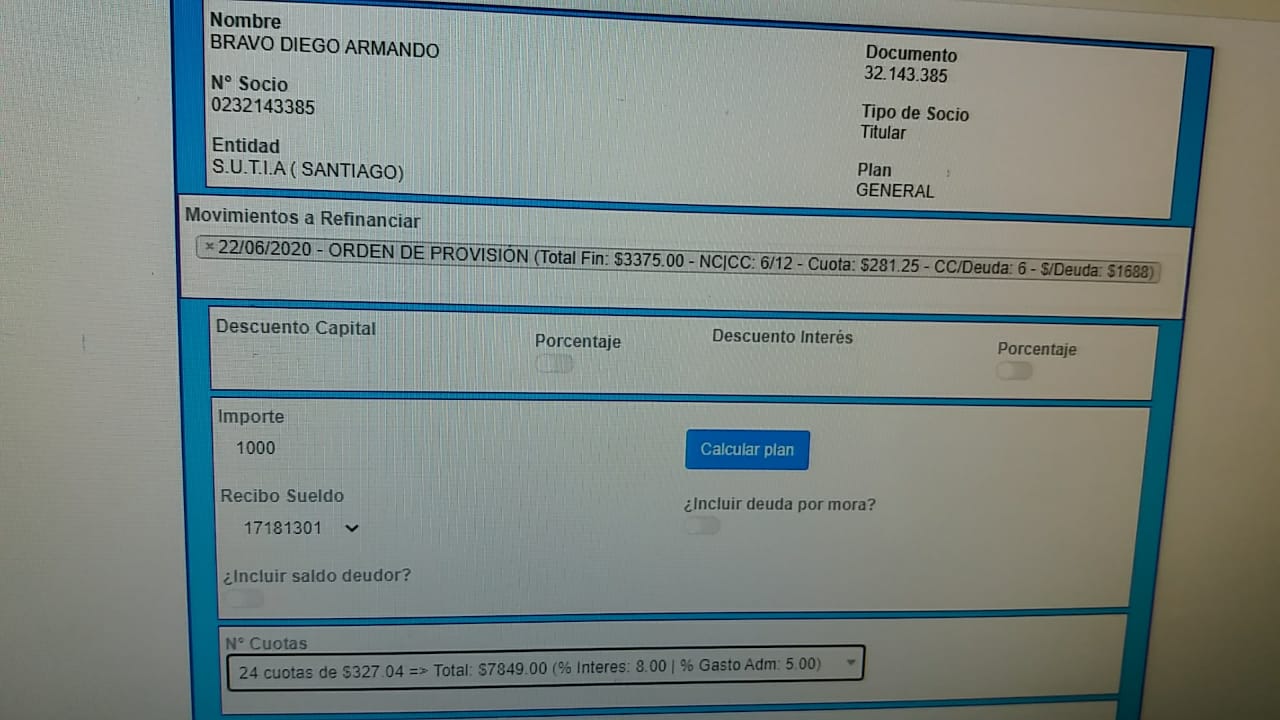 Nombre
BRAVO DIEGO ARMANDO
Documento
32.143.385
N° Socio
0232143385
Tipo de Socio
Titular
Entidad
S.U.T.I.A ( SANTIAGO)
Plan
GENERAL
Movimientos a Refinanciar
× 22/06/2020 - ORDEN DE PROVISIÓN (Total Fin: $3375.00 - NC|CC: 6/12 - Cuota: $281.25 - CC/Deuda: 6 - $/Deuda: $1688)
Descuento Capital
Porcentaje
Descuento Interés
Porcentaje
Importe
1000
Calcular plan
Recibo Sueldo
17181301
¿Incluir deuda por mora?
¿Incluir saldo deudor?
N° Cuotas
24 cuotas de $327.04 => Total: $7849.00 (% Interes: 8.00 | % Gasto Adm: 5.00)